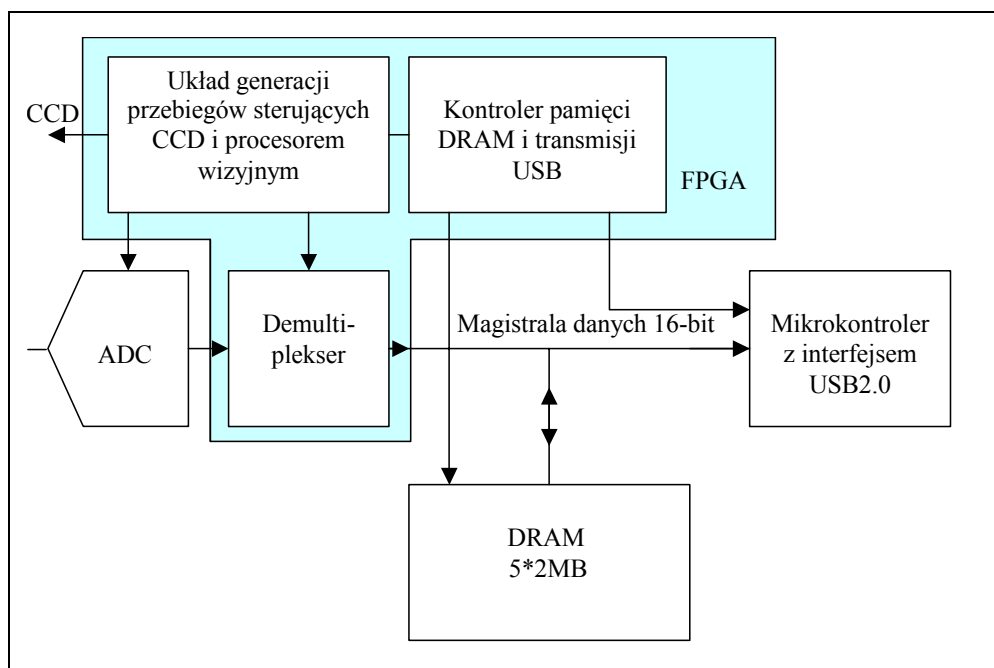 Układ generacji
przebiegów sterujących
CCD i procesorem
wizyjnym
Kontroler pamięci
DRAM i transmisji
USB
CCD
FPGA
ADC
Demulti-
plekser
Magistrala danych 16-bit
Mikrokontroler
z interfejsem
USB2.0
DRAM
5*2MB